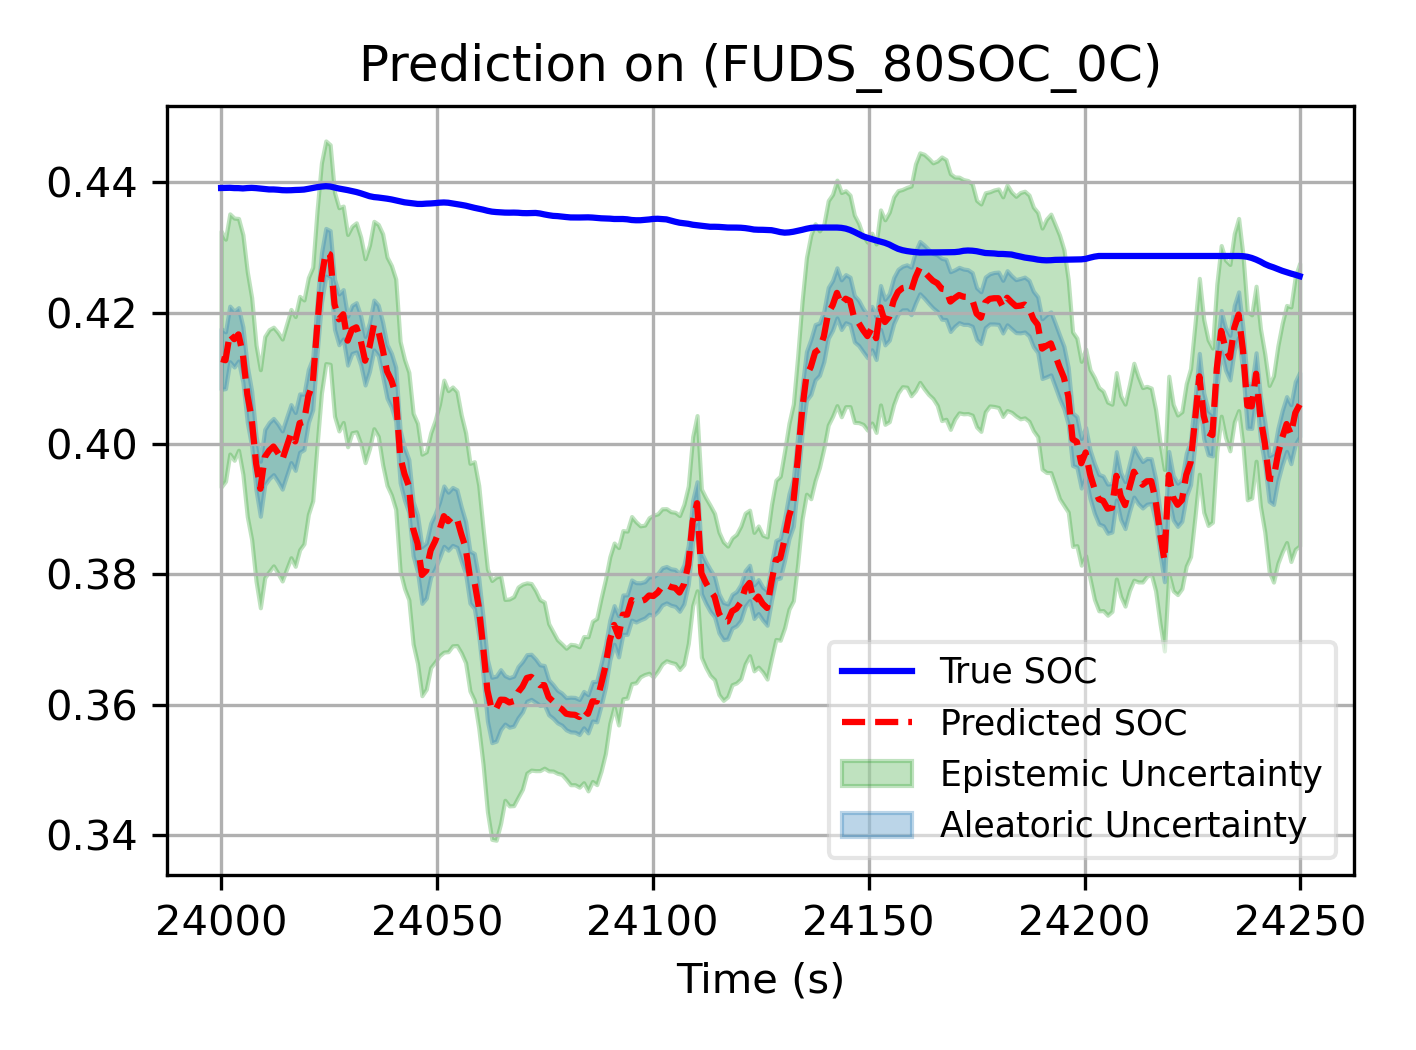 Prediction on (FUDS_80SOC_0C)
0.44
0.42
0.40
0.38
0.36
0.34
True SOC
Predicted SOC
Epistemic Uncertainty
Aleatoric Uncertainty
24000 24050 24100 24150 24200 24250
Time (s)